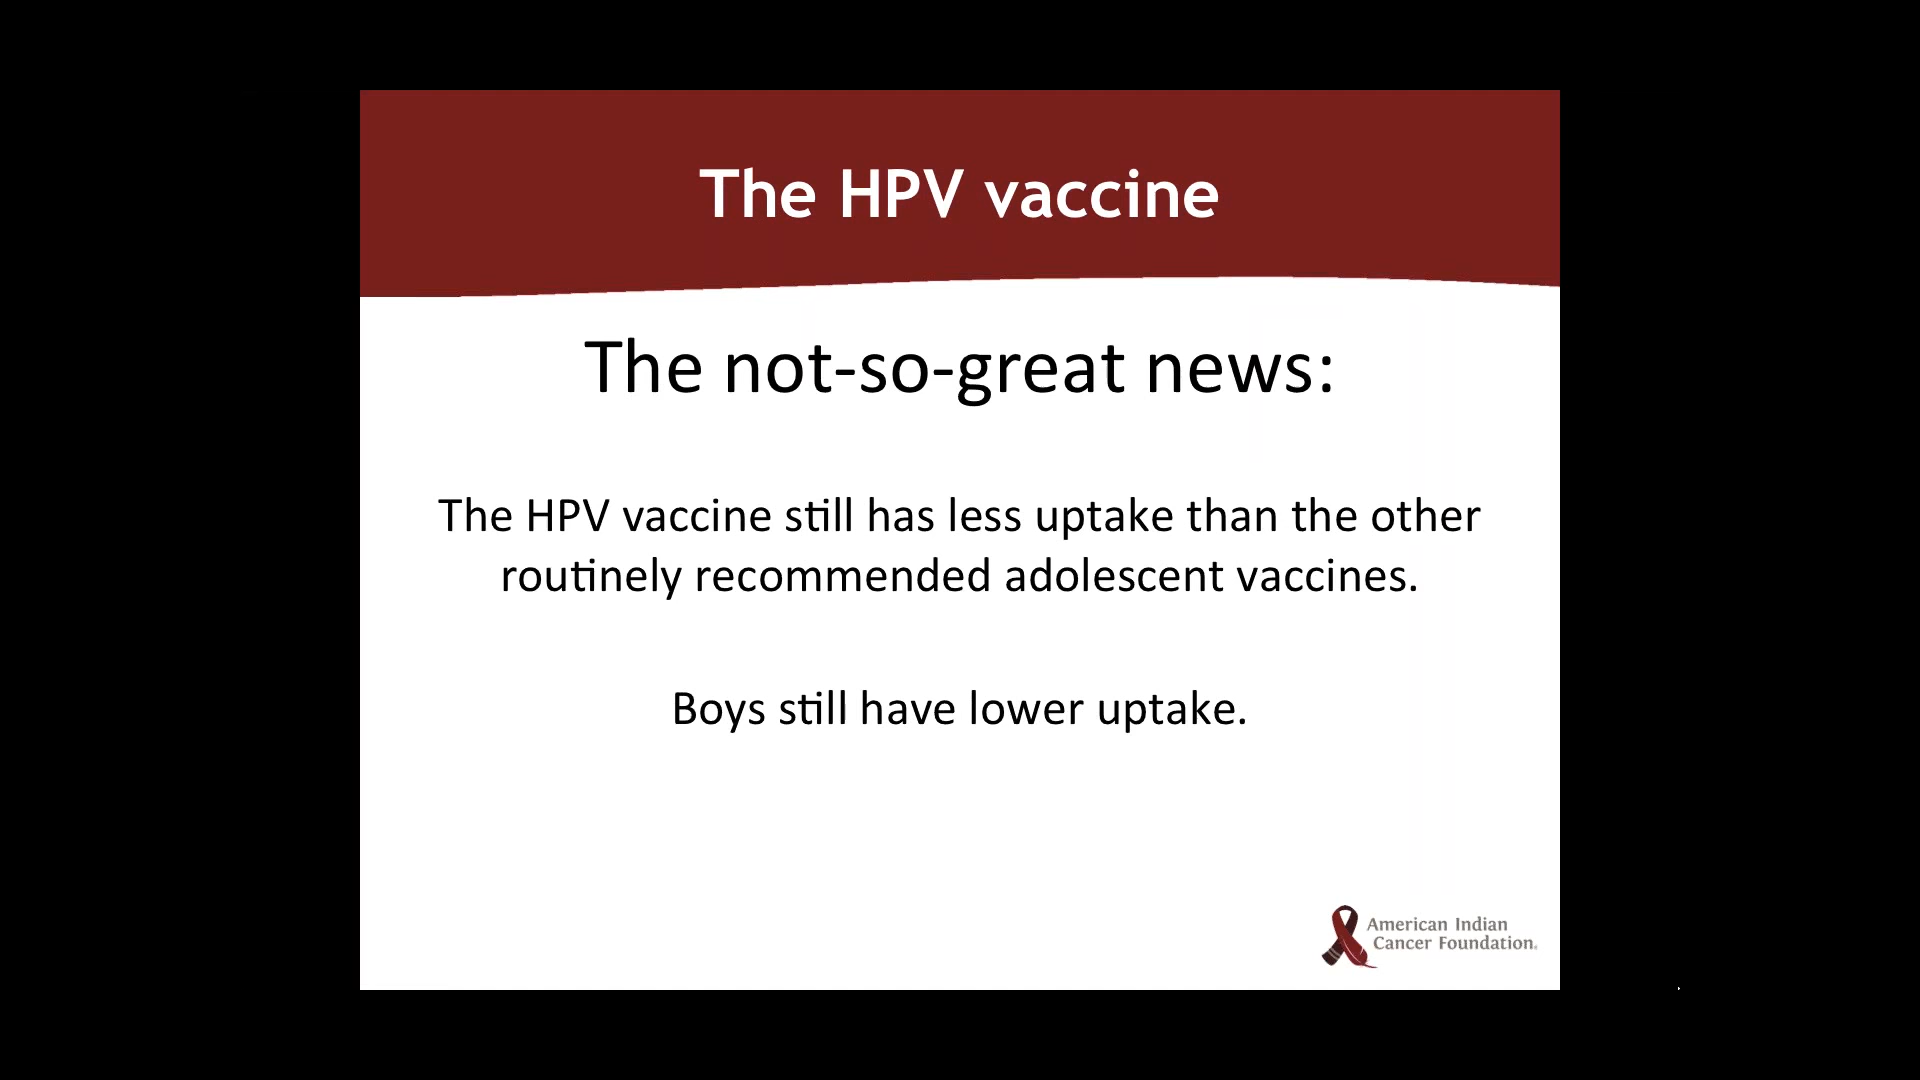 The HPV vaccine
The not-so-great news:
The HPV vaccine still has less uptake than the other
routinely recommended adolescent vaccines.
Boys still have lower uptake.
American Indian
Cancer Foundation.